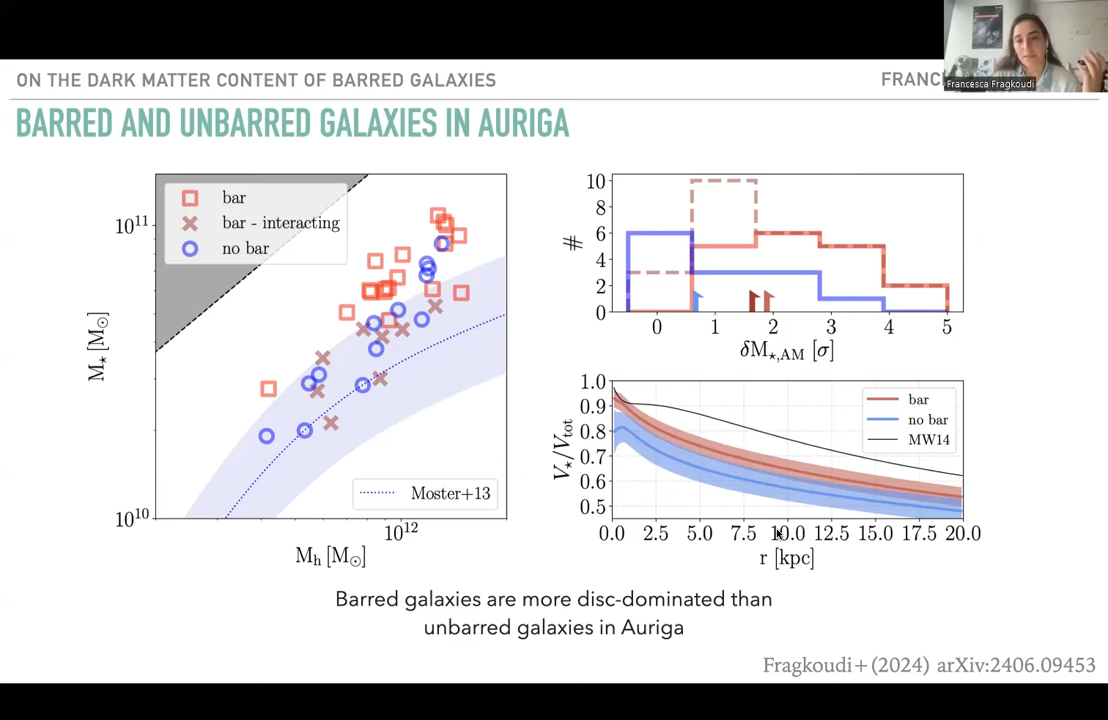 Francesca Fragkoudi
ON THE DARK MATTER CONTENT OF BARRED GALAXIES
FRANC
BARRED AND UNBARRED GALAXIES IN AURIGA
bar
bar - interacting
no bar
10¹¹
10¹⁰
M⋆ [M⊙]
Moster+13
10¹²
Mₕ [M⊙]
10
8
6
4
2
0
#
0 1 2 3 4 5
δM⋆,AM [σ]
1.0
0.9
0.8
0.7
0.6
0.5
V⋆/Vtot
bar
no bar
MW14
0.0 2.5 5.0 7.5 10.0 12.5 15.0 17.5 20.0
r [kpc]
Barred galaxies are more disc-dominated than
unbarred galaxies in Auriga
Fragkoudi+(2024) arXiv:2406.09453